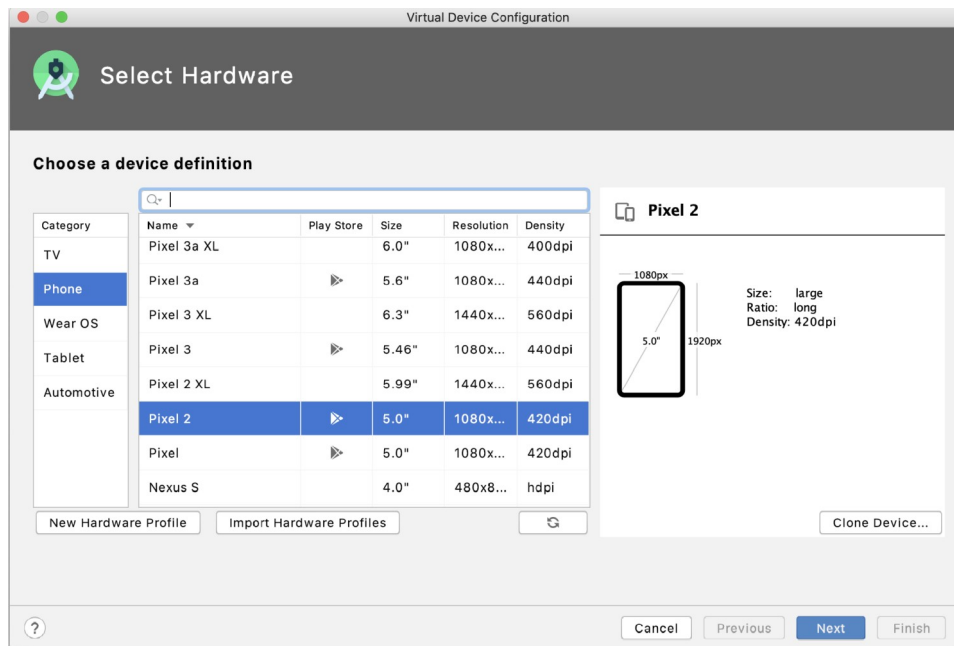 Virtual Device Configuration
Select Hardware
Choose a device definition
Category
TV
Phone
Wear OS
Tablet
Automotive
Name Play Store Size Resolution Density
Pixel 3a XL 6.0" 1080x... 400dpi
Pixel 3a 5.6" 1080x... 440dpi
Pixel 3 XL 6.3" 1440x... 560dpi
Pixel 3 5.46" 1080x... 440dpi
Pixel 2 XL 5.99" 1440x... 560dpi
Pixel 2 5.0" 1080x... 420dpi
Pixel 5.0" 1080x... 420dpi
Nexus S 4.0" 480x8... hdpi
New Hardware Profile Import Hardware Profiles
Pixel 2
1080px
5.0" 1920px
Size: large
Ratio: long
Density: 420dpi
Clone Device...
? Cancel Previous Next Finish